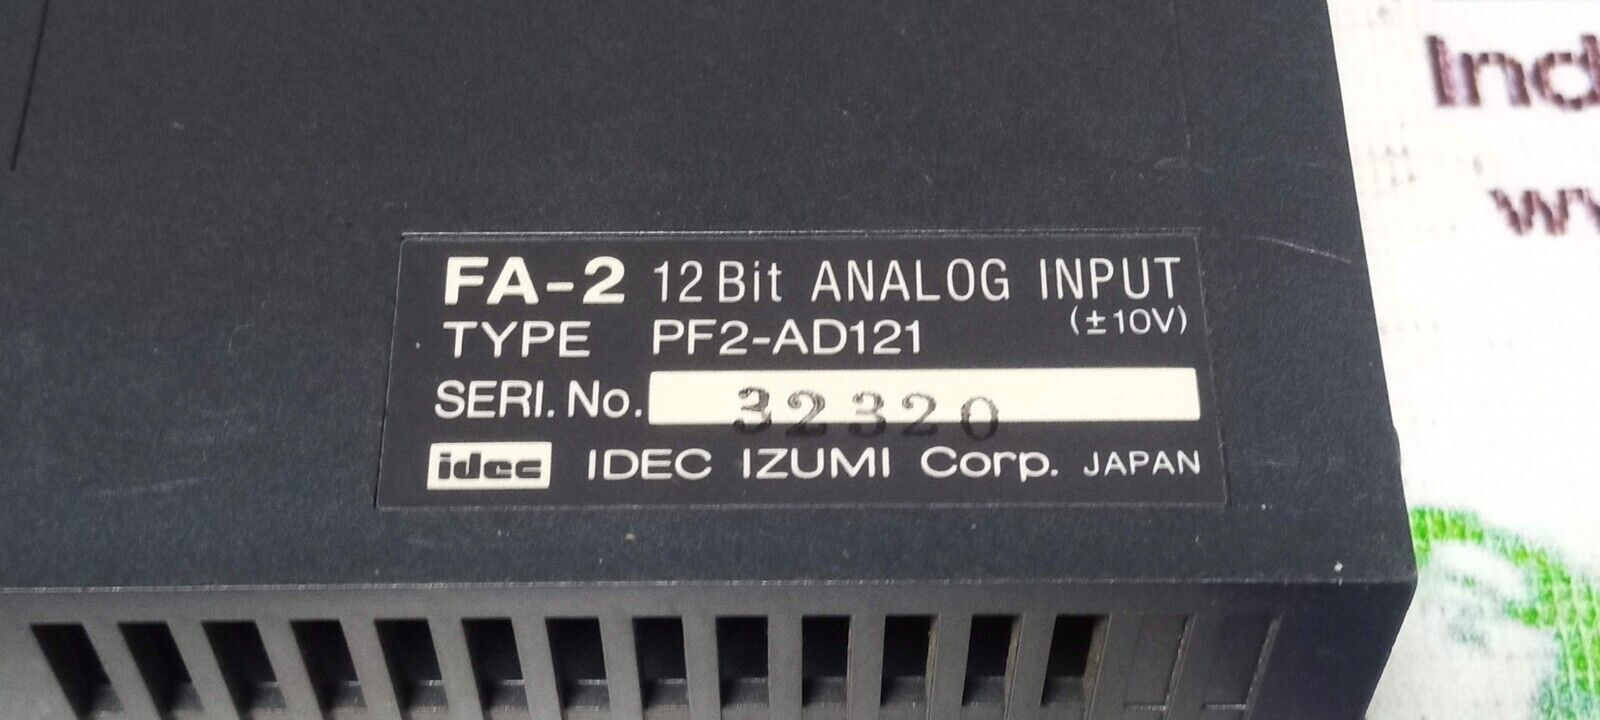 FA-2 12Bit ANALOG INPUT
(±10V)
TYPE PF2-AD121
SERI. No. 32320
idec IDEC IZUMI Corp. JAPAN